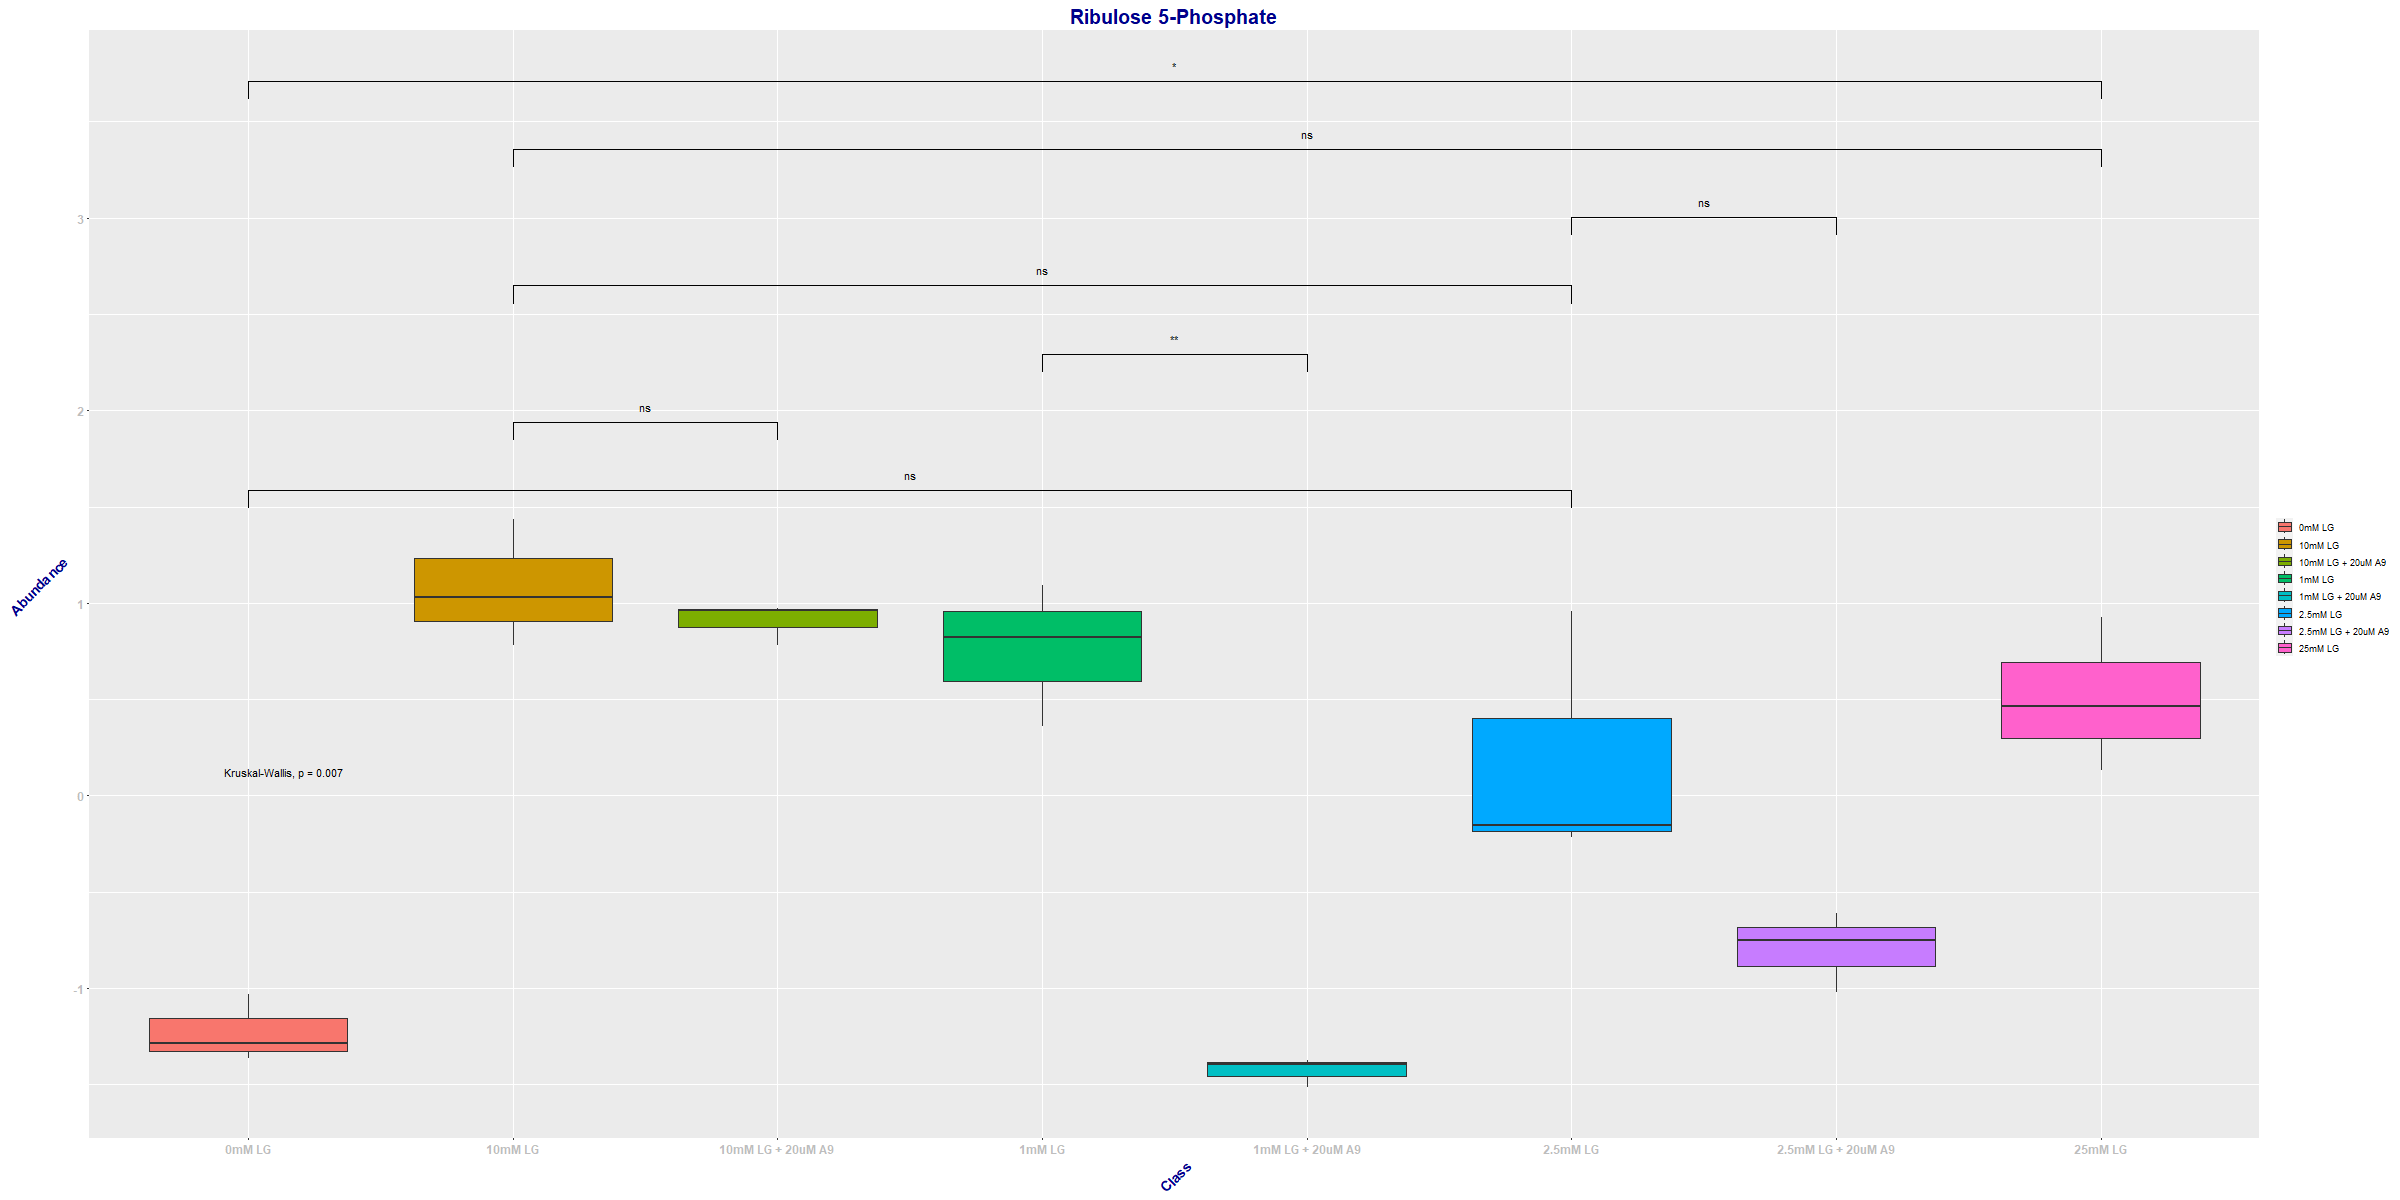 Ribulose 5-Phosphate
*
ns
3
ns
ns
**
2
ns
ns
Abundance
1
Kruskal-Wallis, p = 0.007
0
-1
0mM LG
10mM LG
10mM LG + 20uM A9
1mM LG
1mM LG + 20uM A9
2.5mM LG
2.5mM LG + 20uM A9
25mM LG
Class
0mM LG
10mM LG
10mM LG + 20uM A9
1mM LG
1mM LG + 20uM A9
2.5mM LG
2.5mM LG + 20uM A9
25mM LG